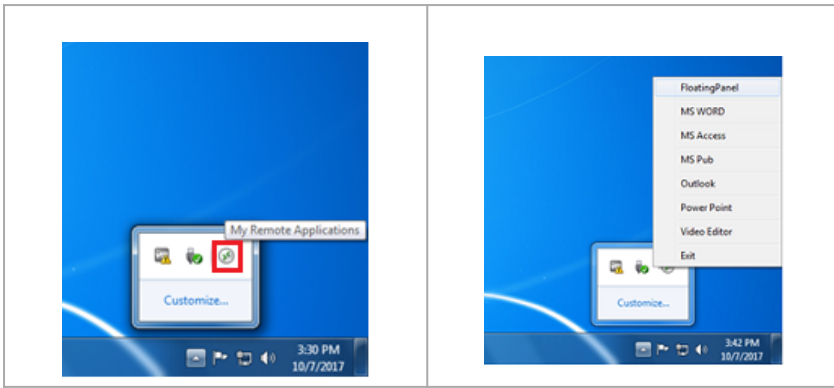 My Remote Applications
Customize...
3:30 PM
10/7/2017
FloatingPanel
MS WORD
MS Access
MS Pub
Outlook
Power Point
Video Editor
Exit
Customize...
3:42 PM
10/7/2017